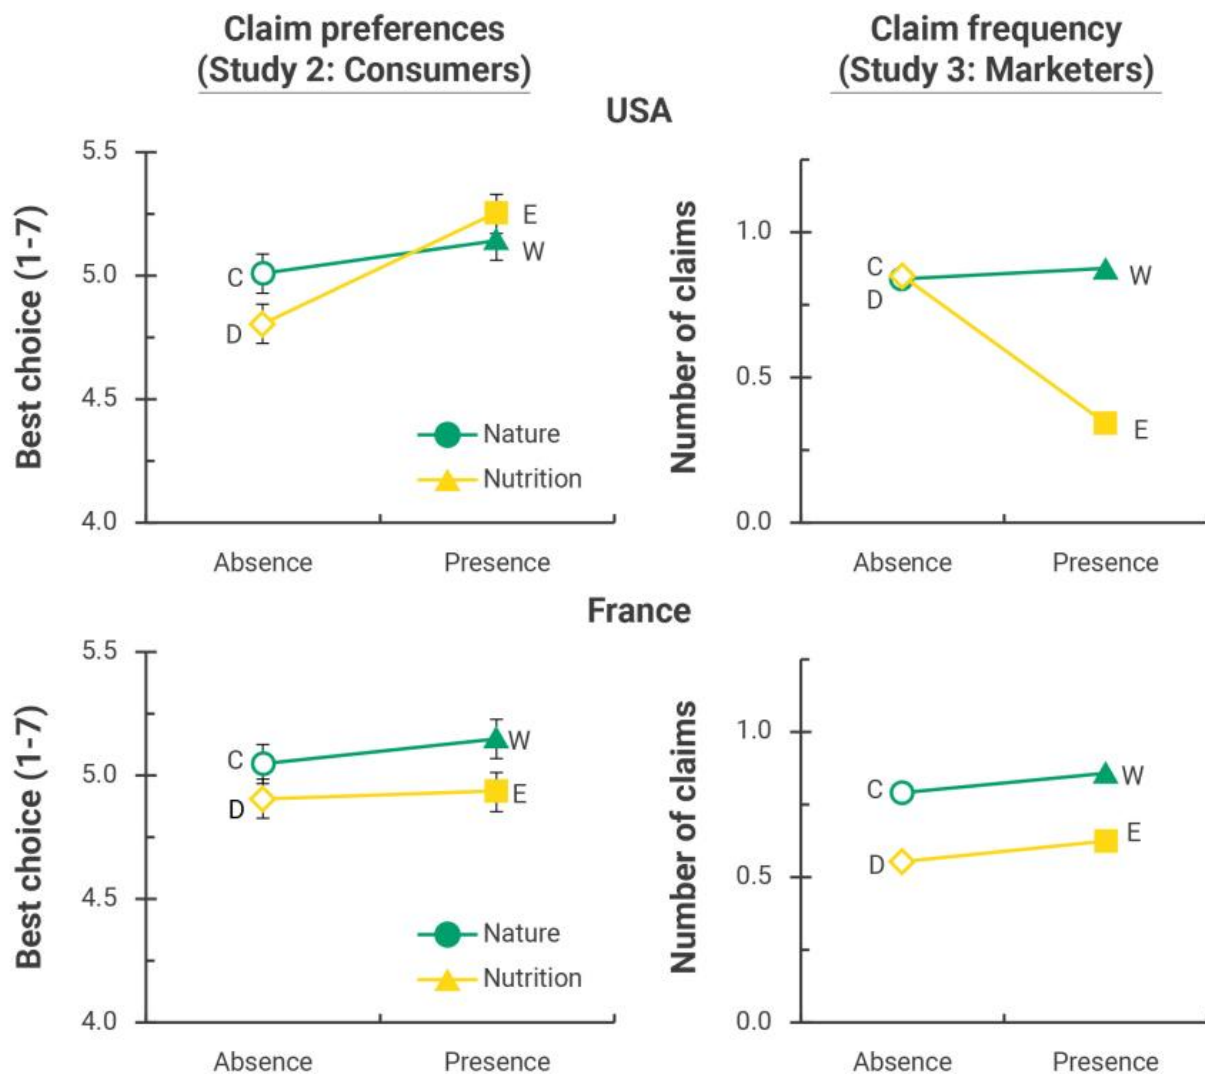 Claim preferences
(Study 2: Consumers)
Claim frequency
(Study 3: Marketers)
USA
Best choice (1-7)
5.5
5.0
4.5
4.0
C
D
E
W
Nature
Nutrition
Absence
Presence
Number of claims
1.0
0.5
0.0
C
D
W
E
Absence
Presence
France
Best choice (1-7)
5.5
5.0
4.5
4.0
C
D
W
E
Nature
Nutrition
Absence
Presence
Number of claims
1.0
0.5
0.0
C
D
W
E
Absence
Presence